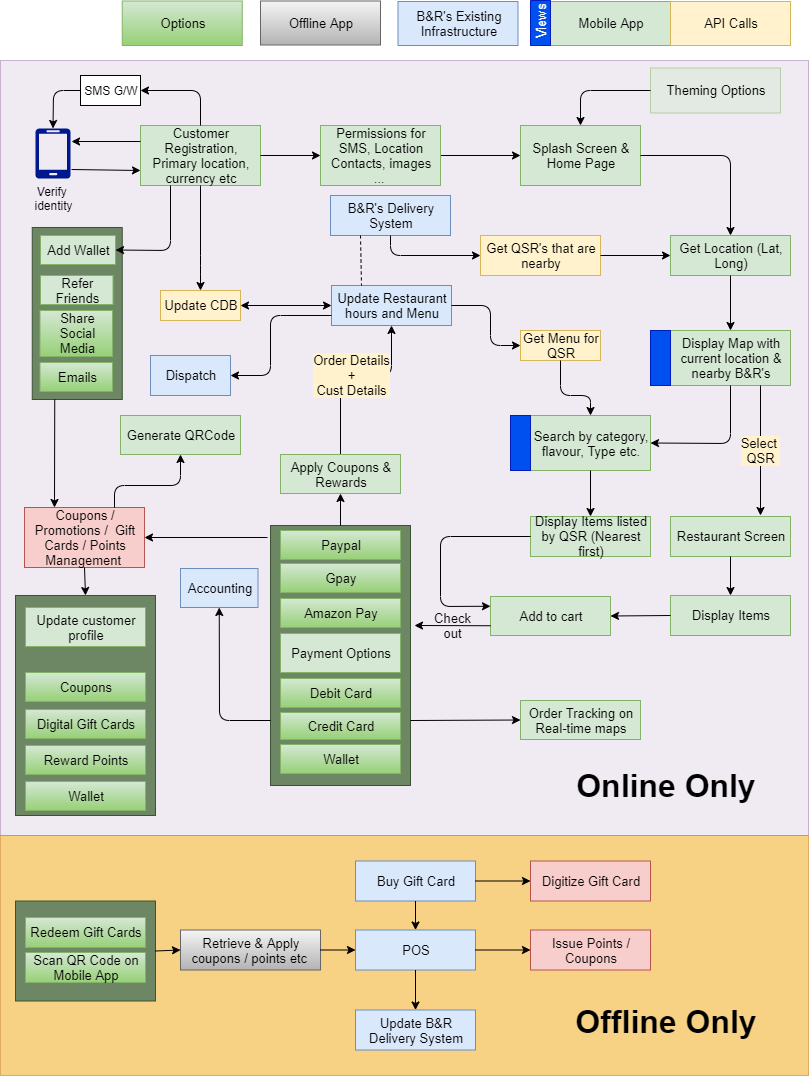 Options
Offline App
B&R's Existing
Infrastructure
Views
Mobile App
API Calls
SMS G/W
Theming Options
Verify
identity
Customer
Registration,
Primary location,
currency etc
Permissions for
SMS, Location
Contacts, images
...
Splash Screen &
Home Page
B&R's Delivery
System
Add Wallet
Get QSR's that are
nearby
Get Location (Lat,
Long)
Refer
Friends
Update CDB
Update Restaurant
hours and Menu
Share
Social
Media
Get Menu for
QSR
Display Map with
current location &
nearby B&R's
Emails
Dispatch
Order Details
+
Cust Details
Generate QRCode
Search by category,
flavour, Type etc.
Select
QSR
Apply Coupons &
Rewards
Coupons /
Promotions / Gift
Cards / Points
Management
Display Items listed
by QSR (Nearest
first)
Restaurant Screen
Paypal
Gpay
Accounting
Amazon Pay
Add to cart
Display Items
Check
out
Update customer
profile
Payment Options
Coupons
Debit Card
Digital Gift Cards
Credit Card
Order Tracking on
Real-time maps
Reward Points
Wallet
Wallet
Online Only
Buy Gift Card
Digitize Gift Card
Redeem Gift Cards
Scan QR Code on
Mobile App
Retrieve & Apply
coupons / points etc
POS
Issue Points /
Coupons
Update B&R
Delivery System
Offline Only